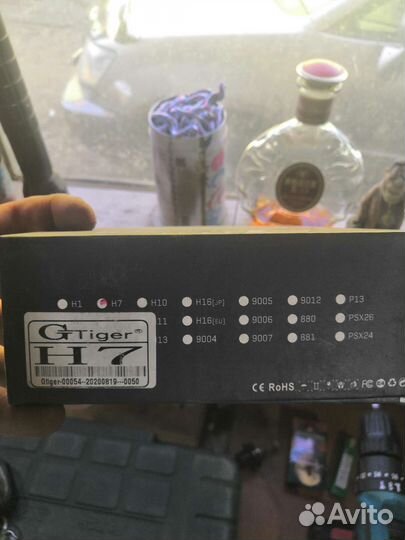 H1 H7 H10 H16[JP] 9005 9012 P13
11 H16[EU] 9006 880 PSX26
13 9004 9007 881 PSX24
GTiger®
H7
Gtiger-00054--20200819---0050
CE RoHS FC
Avito